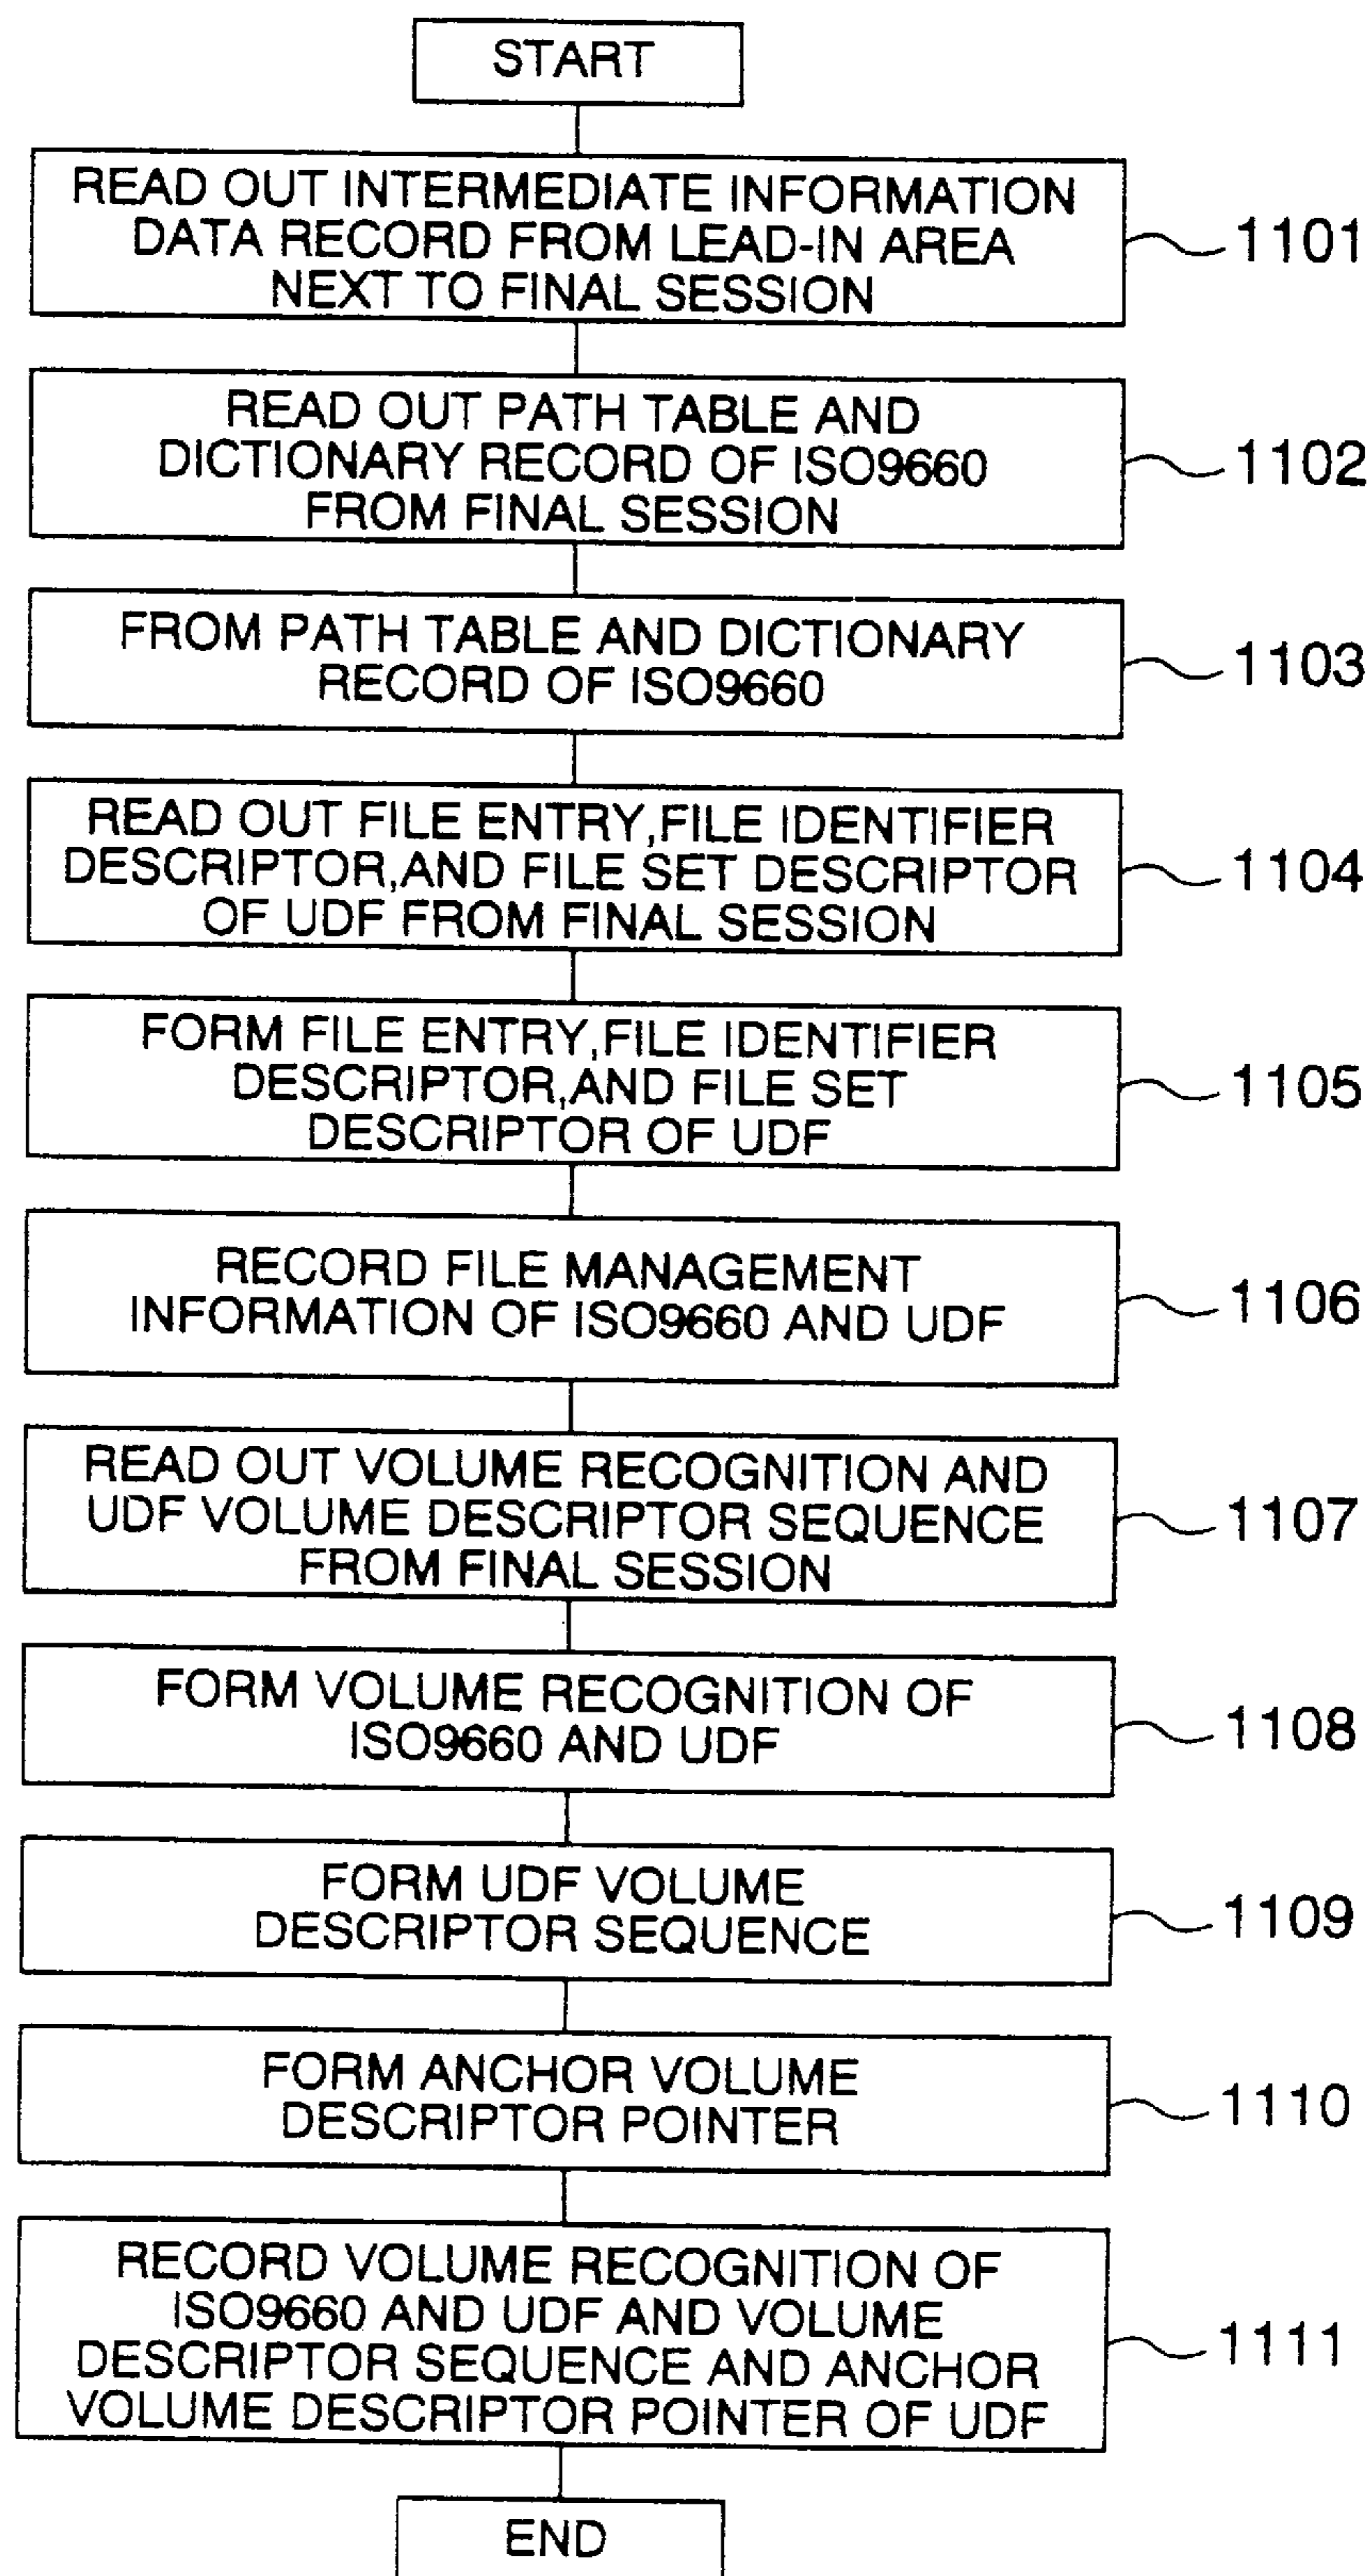 START
READ OUT INTERMEDIATE INFORMATION
DATA RECORD FROM LEAD-IN AREA
NEXT TO FINAL SESSION
1101
READ OUT PATH TABLE AND
DICTIONARY RECORD OF ISO9660
FROM FINAL SESSION
1102
FROM PATH TABLE AND DICTIONARY
RECORD OF ISO9660
1103
READ OUT FILE ENTRY,FILE IDENTIFIER
DESCRIPTOR,AND FILE SET DESCRIPTOR
OF UDF FROM FINAL SESSION
1104
FORM FILE ENTRY,FILE IDENTIFIER
DESCRIPTOR,AND FILE SET
DESCRIPTOR OF UDF
1105
RECORD FILE MANAGEMENT
INFORMATION OF ISO9660 AND UDF
1106
READ OUT VOLUME RECOGNITION AND
UDF VOLUME DESCRIPTOR SEQUENCE
FROM FINAL SESSION
1107
FORM VOLUME RECOGNITION OF
ISO9660 AND UDF
1108
FORM UDF VOLUME
DESCRIPTOR SEQUENCE
1109
FORM ANCHOR VOLUME
DESCRIPTOR POINTER
1110
RECORD VOLUME RECOGNITION OF
ISO9660 AND UDF AND VOLUME
DESCRIPTOR SEQUENCE AND ANCHOR
VOLUME DESCRIPTOR POINTER OF UDF
1111
END